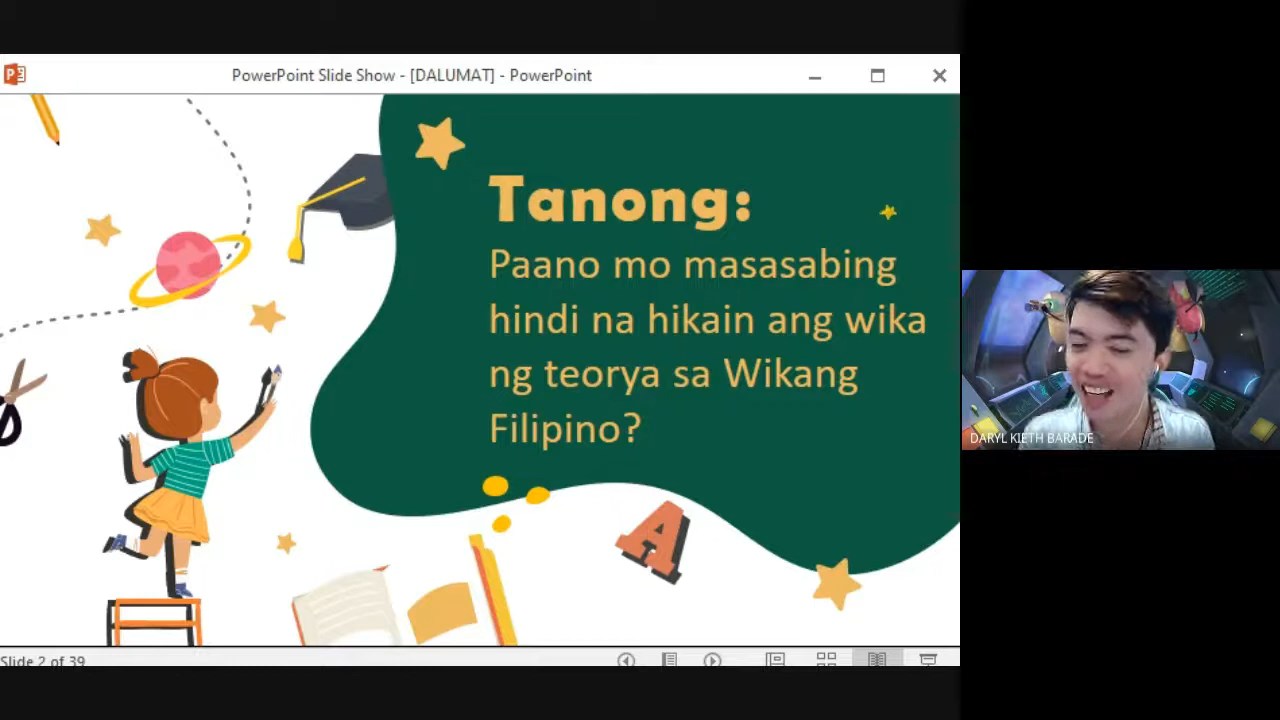 PowerPoint Slide Show - [DALUMAT] - PowerPoint
Tanong:
Paano mo masasabing
hindi na hikain ang wika
ng teorya sa Wikang
Filipino?
A
DARYL KIETH BARADE
Slide 2 of 39